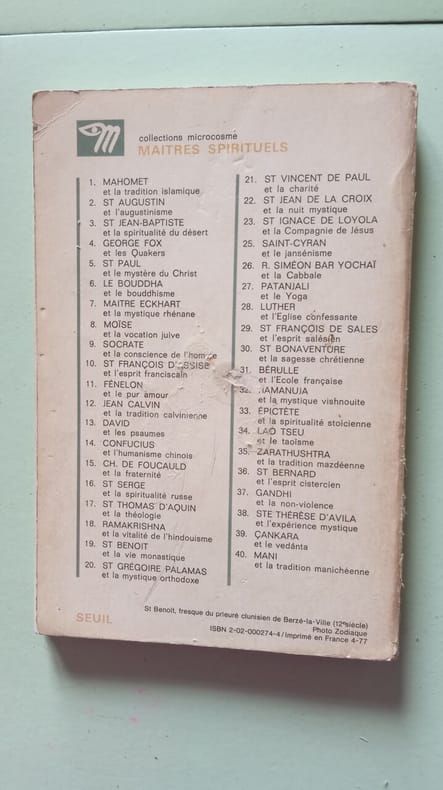 M
collections microcosme
MAITRES SPIRITUELS
1. MAHOMET
et la tradition islamique
2. ST AUGUSTIN
et l'augustinisme
3. ST JEAN-BAPTISTE
et la spiritualité du désert
4. GEORGE FOX
et les Quakers
5. ST PAUL
et le mystère du Christ
6. LE BOUDDHA
et le bouddhisme
7. MAITRE ECKHART
et la mystique rhénane
8. MOÏSE
et la vocation juive
9. SOCRATE
et la conscience de l'homme
10. ST FRANÇOIS D'ASSISE
et l'esprit franciscain
11. FÉNELON
et le pur amour
12. JEAN CALVIN
et la tradition calvinienne
13. DAVID
et les psaumes
14. CONFUCIUS
et l'humanisme chinois
15. CH. DE FOUCAULD
et la fraternité
16. ST SERGE
et la spiritualité russe
17. ST THOMAS D'AQUIN
et la théologie
18. RAMAKRISHNA
et la vitalité de l'hindouisme
19. ST BENOIT
et la vie monastique
20. ST GRÉGOIRE PALAMAS
et la mystique orthodoxe
21. ST VINCENT DE PAUL
et la charité
22. ST JEAN DE LA CROIX
et la nuit mystique
23. ST IGNACE DE LOYOLA
et la Compagnie de Jésus
25. SAINT-CYRAN
et le jansénisme
26. R. SIMÉON BAR YOCHAÏ
et la Cabbale
27. PATANJALI
et le Yoga
28. LUTHER
et l'Eglise confessante
29. ST FRANÇOIS DE SALES
et l'esprit salésien
30. ST BONAVENTURE
et la sagesse chrétienne
31. BÉRULLE
et l'Ecole française
32. RAMANUJA
et la mystique vishnouite
33. ÉPICTÈTE
et la spiritualité stoïcienne
34. LAO TSEU
et le taoïsme
35. ZARATHUSHTRA
et la tradition mazdéenne
36. ST BERNARD
et l'esprit cistercien
37. GANDHI
et la non-violence
38. STE THÉRÈSE D'AVILA
et l'expérience mystique
39. ÇANKARA
et le vedânta
40. MANI
et la tradition manichéenne
St Benoit, fresque du prieuré clunisien de Berzé-la-Ville (12e siècle)
Photo Zodiaque
SEUIL
ISBN 2-02-000274-4 / Imprimé en France 4-77